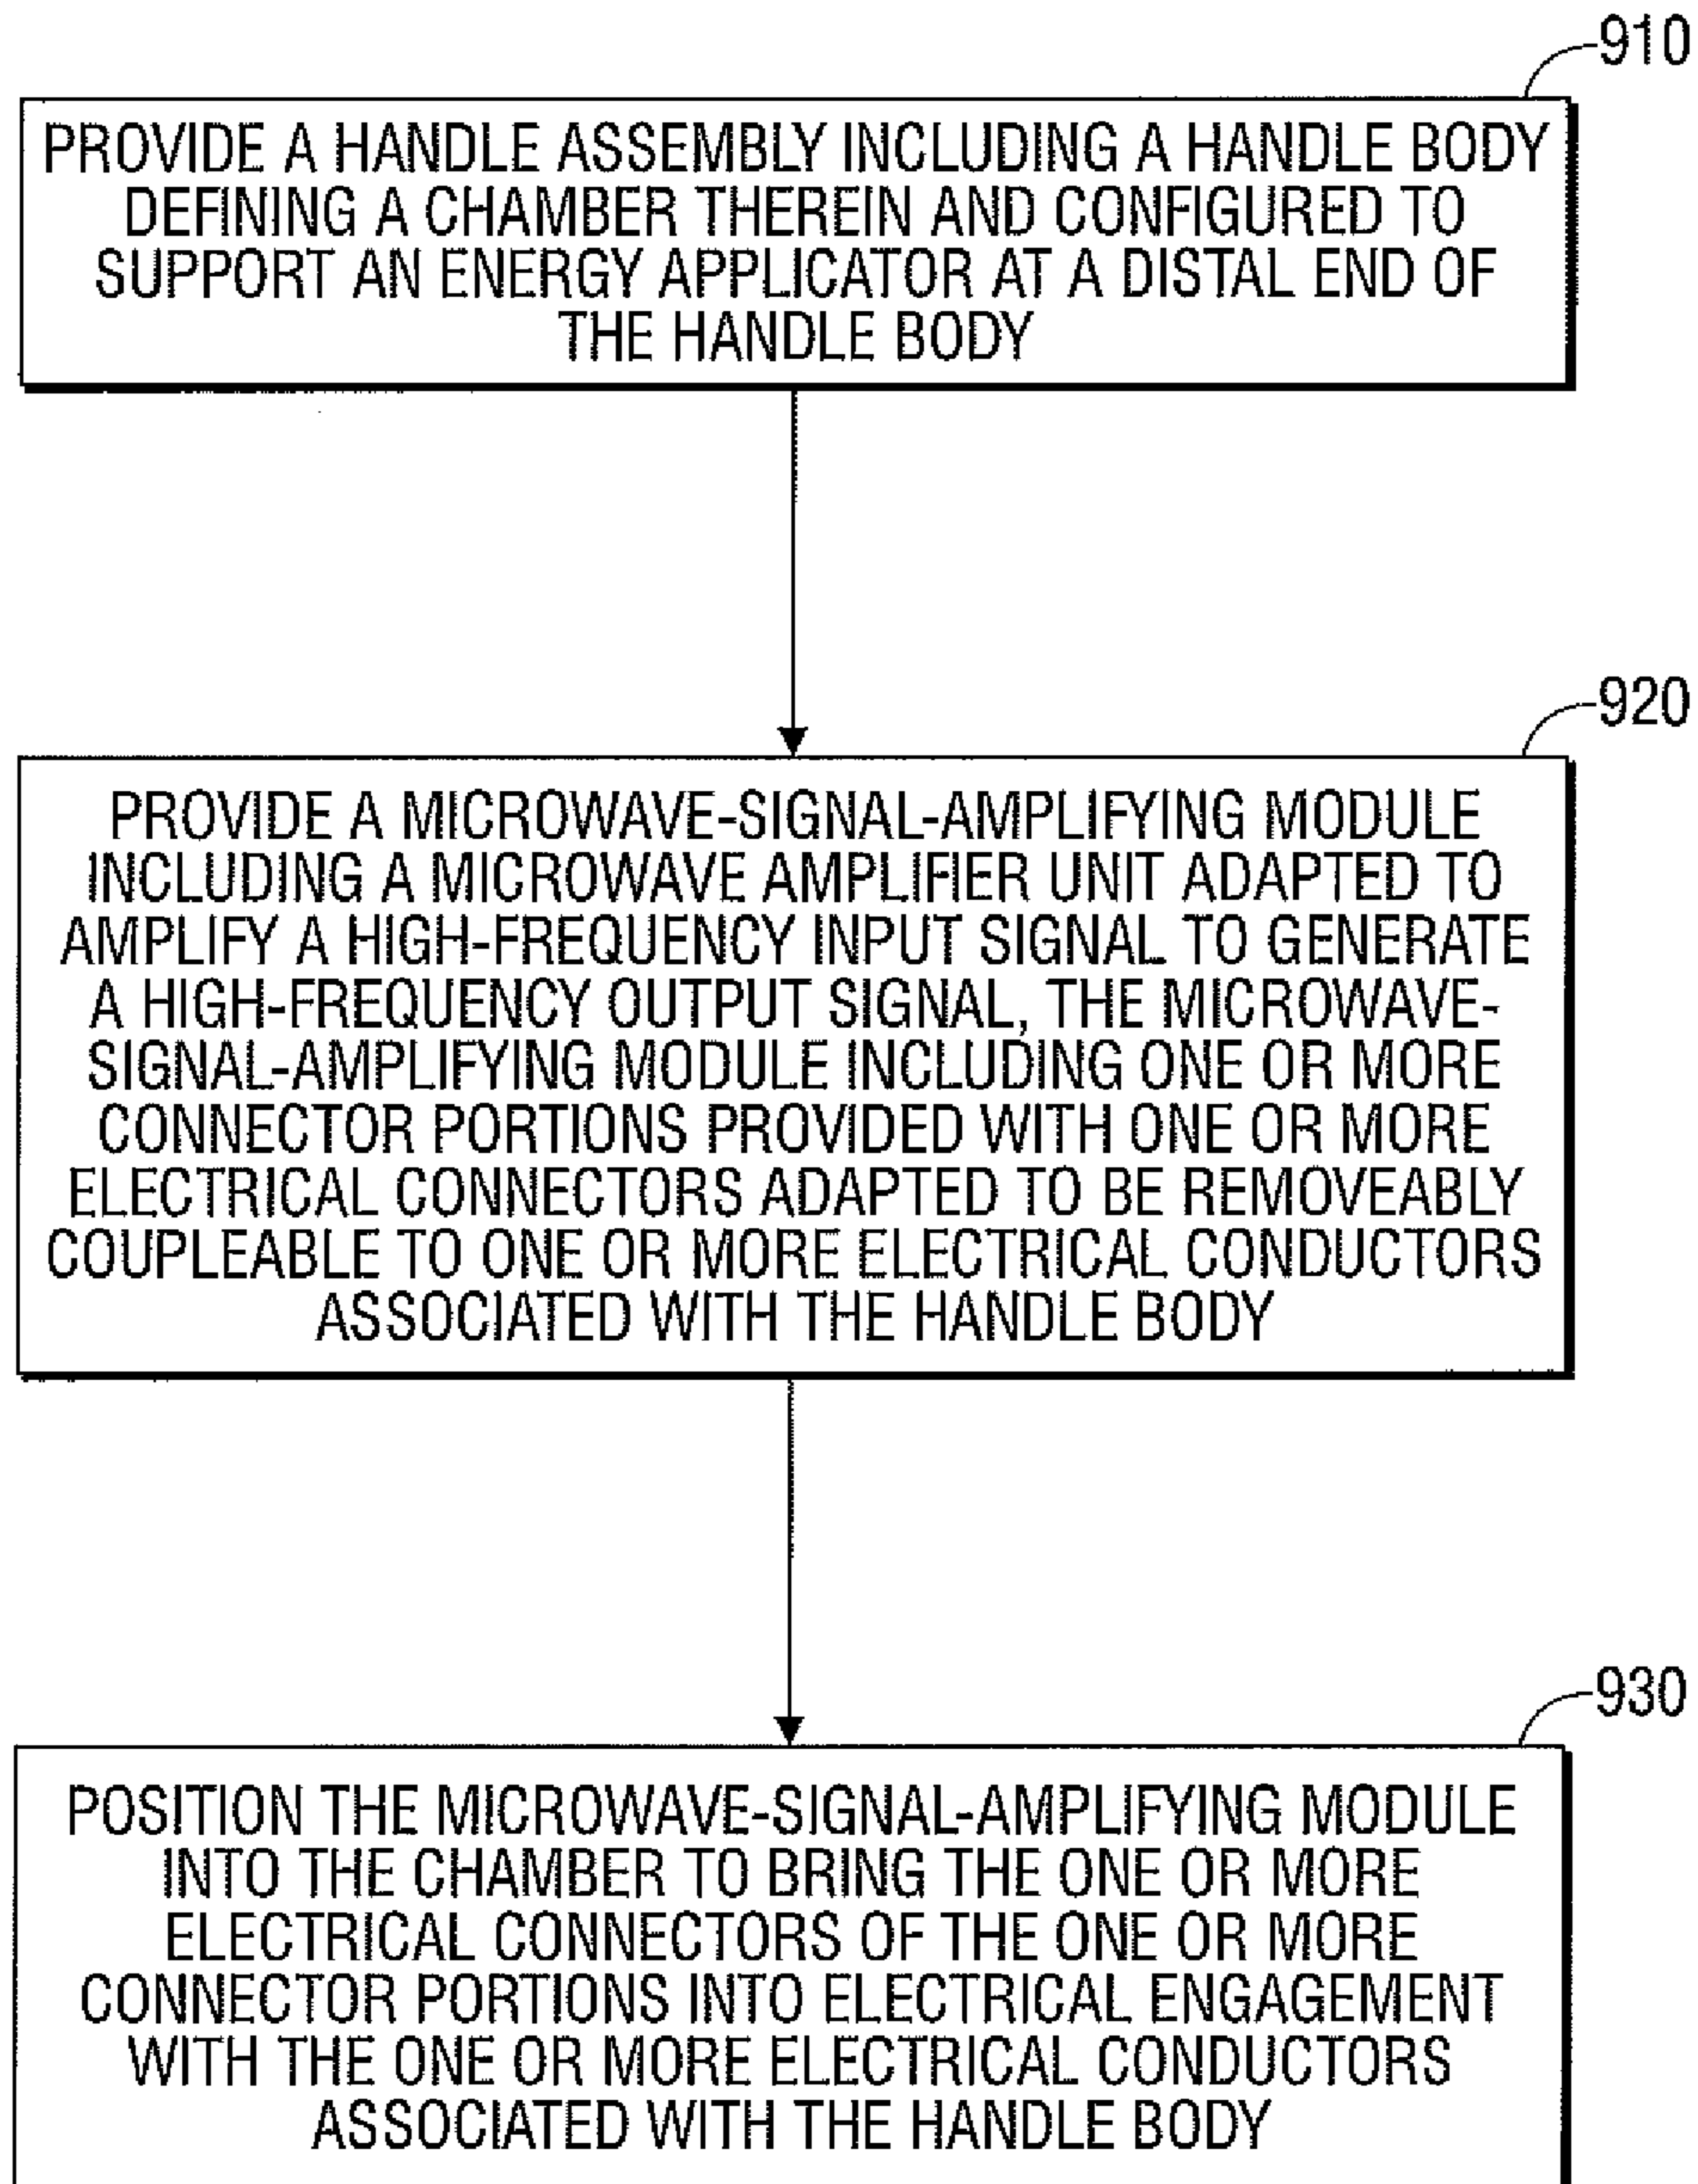 910
PROVIDE A HANDLE ASSEMBLY INCLUDING A HANDLE BODY
DEFINING A CHAMBER THEREIN AND CONFIGURED TO
SUPPORT AN ENERGY APPLICATOR AT A DISTAL END OF
THE HANDLE BODY
920
PROVIDE A MICROWAVE-SIGNAL-AMPLIFYING MODULE
INCLUDING A MICROWAVE AMPLIFIER UNIT ADAPTED TO
AMPLIFY A HIGH-FREQUENCY INPUT SIGNAL TO GENERATE
A HIGH-FREQUENCY OUTPUT SIGNAL, THE MICROWAVE-
SIGNAL-AMPLIFYING MODULE INCLUDING ONE OR MORE
CONNECTOR PORTIONS PROVIDED WITH ONE OR MORE
ELECTRICAL CONNECTORS ADAPTED TO BE REMOVEABLY
COUPLEABLE TO ONE OR MORE ELECTRICAL CONDUCTORS
ASSOCIATED WITH THE HANDLE BODY
930
POSITION THE MICROWAVE-SIGNAL-AMPLIFYING MODULE
INTO THE CHAMBER TO BRING THE ONE OR MORE
ELECTRICAL CONNECTORS OF THE ONE OR MORE
CONNECTOR PORTIONS INTO ELECTRICAL ENGAGEMENT
WITH THE ONE OR MORE ELECTRICAL CONDUCTORS
ASSOCIATED WITH THE HANDLE BODY